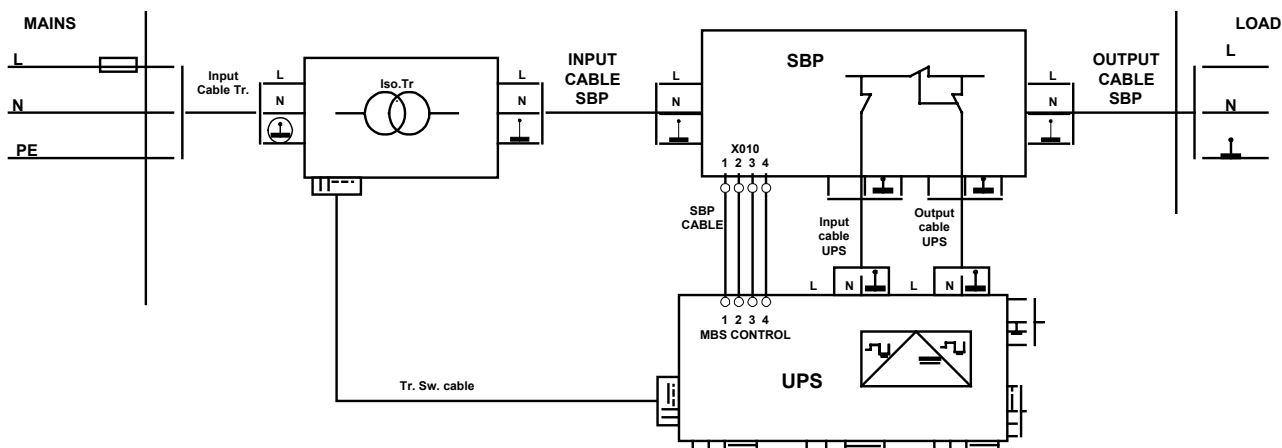 MAINS
L
N
PE
Input
Cable Tr.
L
N
Iso.Tr
L
N
INPUT
CABLE
SBP
L
N
SBP
X010
1 2 3 4
L
N
OUTPUT
CABLE
SBP
LOAD
L
N
SBP
CABLE
Input
cable
UPS
Output
cable
UPS
L N L N
1 2 3 4
MBS CONTROL
UPS
Tr. Sw. cable